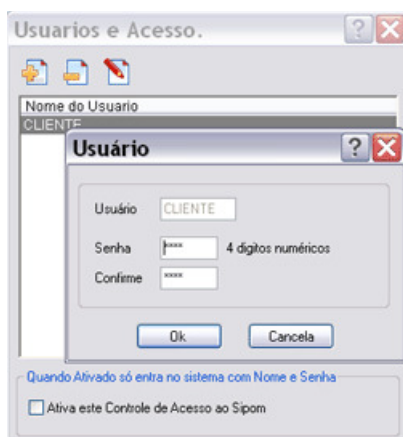 Usuarios e Acesso.
Nome do Usuario
CLIENTE
Usuário
Usuário CLIENTE
Senha **** 4 digitos numéricos
Confirme ****
Ok Cancela
Quando Ativado só entra no sistema com Nome e Senha
Ativa este Controle de Acesso ao Sipom